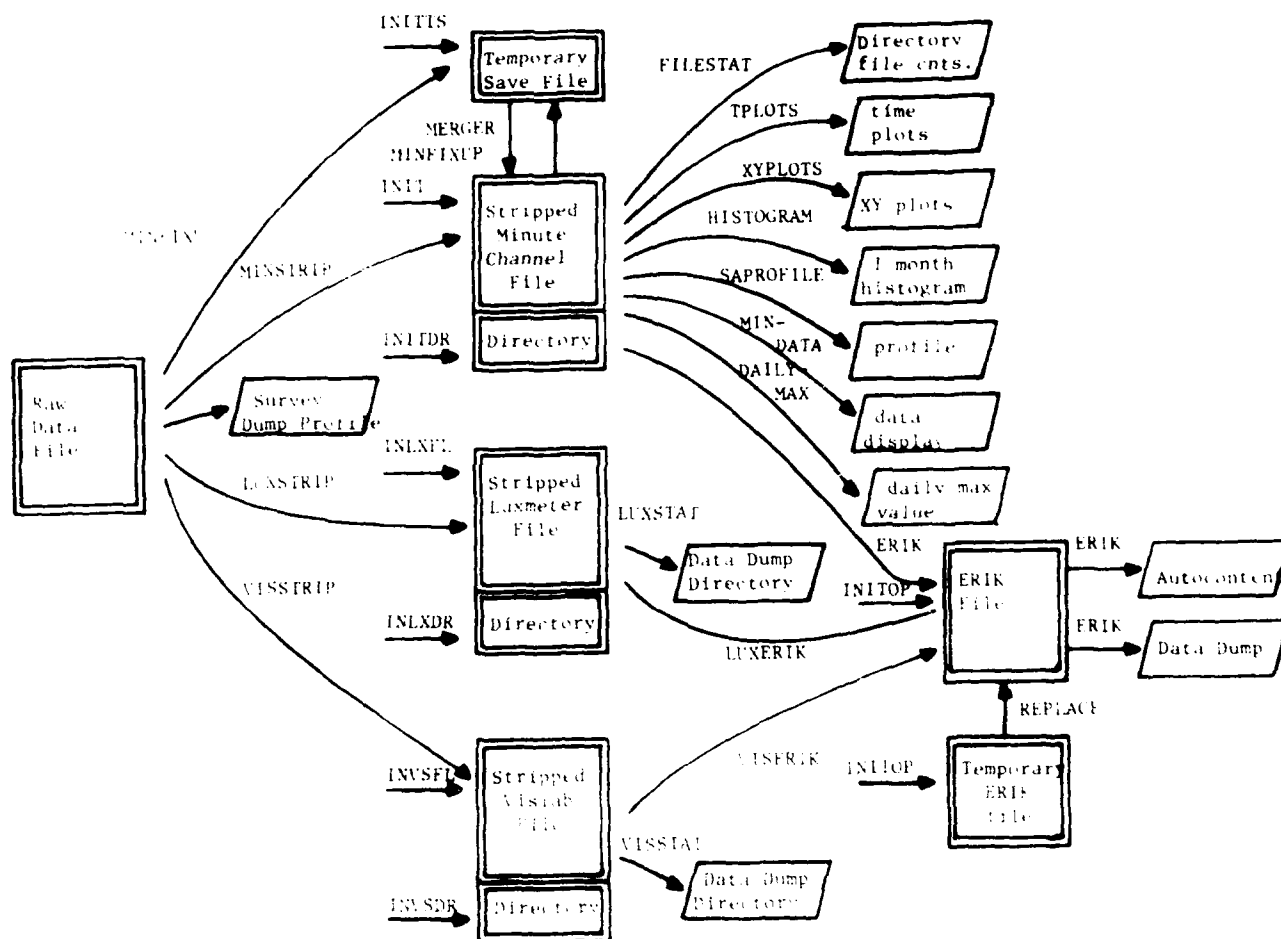 INITIS
Temporary
Save File
MERGER
MINFIXUP
INIT
Stripped
Minute
Channel
File
INITDR
Directory
MINSTRIP
Raw
Data
File
Survey
Dump Profile
LUXSTRIP
VISSTRIP
INLXFL
Stripped
Luxmeter
File
INLXDR
Directory
LUXSTAT
Data Dump
Directory
LUXERIK
INVSFL
Stripped
Vislab
File
INVSDR
Directory
VISSTAT
Data Dump
Directory
VISERIK
FILESTAT
Directory
file cnts.
TPLOTS
time
plots
XYPLOTS
XY plots
HISTOGRAM
1 month
histogram
SAPROFILE
profile
MIN-
DATA
data
display
DAILY-
MAX
daily max
value
ERIK
INITOP
ERIK
File
ERIK
ERIK
Data Dump
REPLACE
INITOP
Temporary
ERIK
file